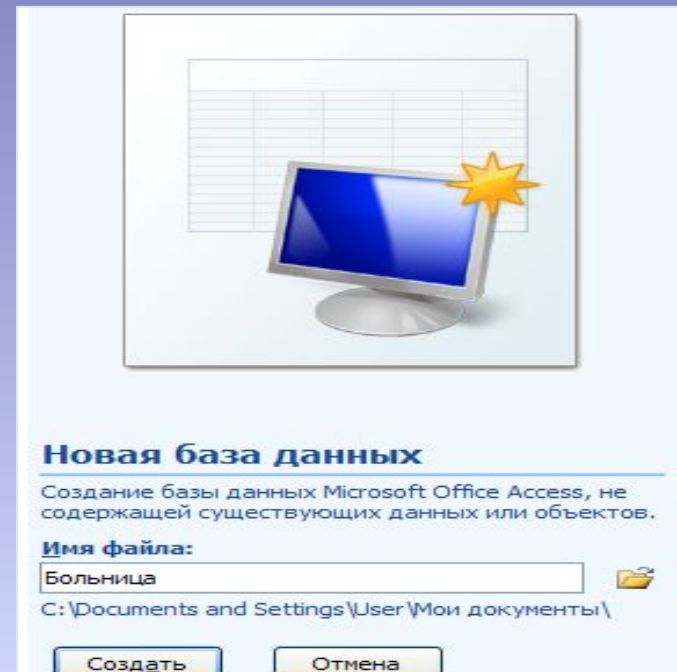 Новая база данных
Создание базы данных Microsoft Office Access, не
содержащей существующих данных или объектов.
Имя файла:
Больница
C:\Documents and Settings\User\Мои документы\
Создать Отмена